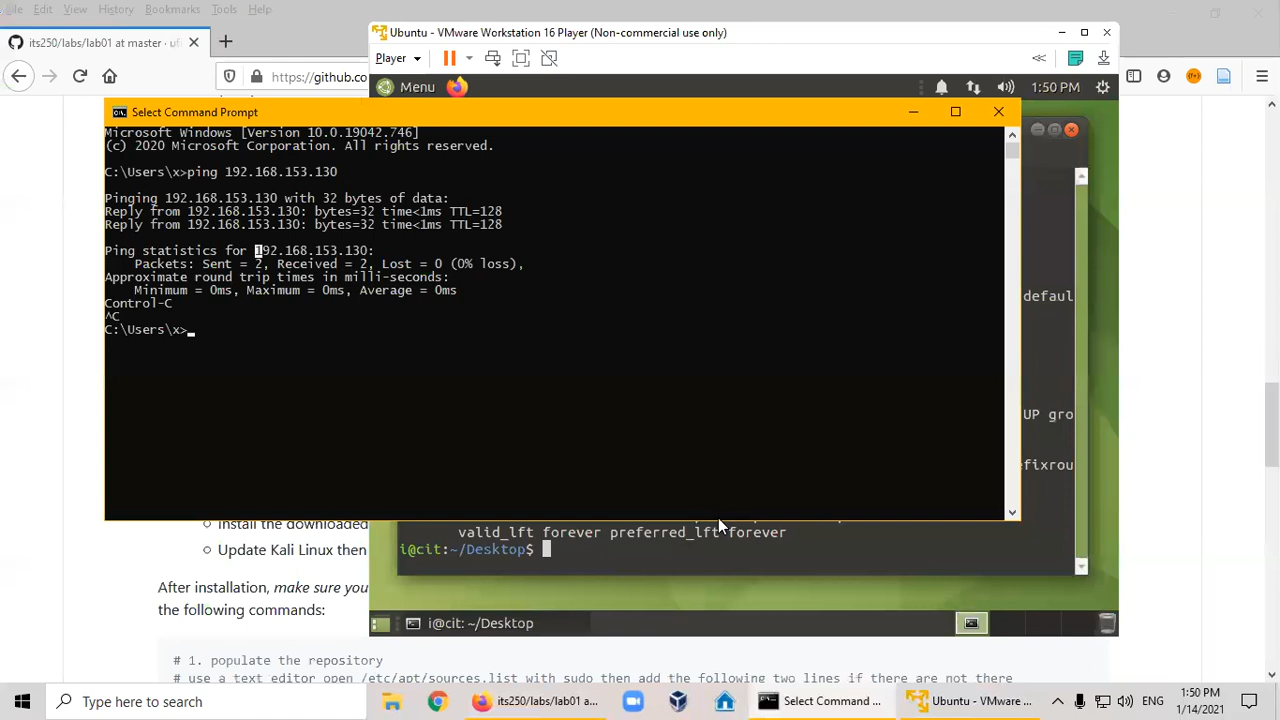 File Edit View History Bookmarks Tools Help
its250/labs/lab01 at master · uf
https://github.co
Ubuntu - VMware Workstation 16 Player (Non-commercial use only)
Player
Menu
1:50 PM
Select Command Prompt
Microsoft Windows [Version 10.0.19042.746]
(c) 2020 Microsoft Corporation. All rights reserved.
C:\Users\x>ping 192.168.153.130
Pinging 192.168.153.130 with 32 bytes of data:
Reply from 192.168.153.130: bytes=32 time<1ms TTL=128
Reply from 192.168.153.130: bytes=32 time<1ms TTL=128
Ping statistics for 192.168.153.130:
Packets: Sent = 2, Received = 2, Lost = 0 (0% loss),
Approximate round trip times in milli-seconds:
Minimum = 0ms, Maximum = 0ms, Average = 0ms
Control-C
^C
C:\Users\x>
defaul
UP gro
efixrou
valid_lft forever preferred_lft forever
i@cit:~/Desktop$
i@cit: ~/Desktop
Install the downloaded
Update Kali Linux then
After installation, make sure you
the following commands:
# 1. populate the repository
# use a text editor open /etc/apt/sources.list with sudo then add the following two lines if there are not there
Type here to search
its250/labs/lab01 a...
Select Command ...
Ubuntu - VMware ...
ENG
1:50 PM
1/14/2021